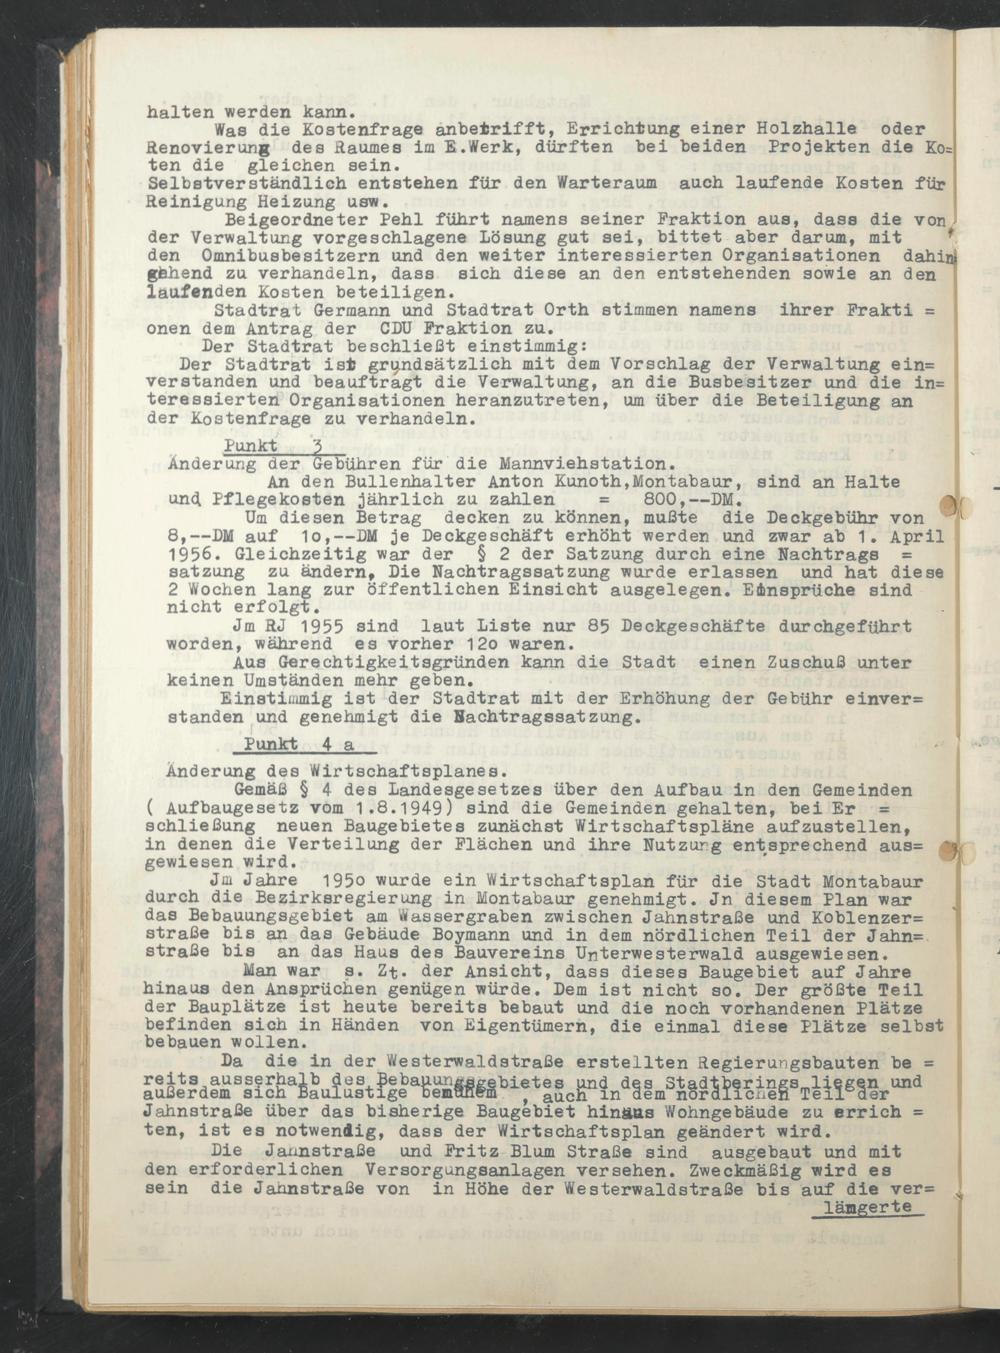 halten werden kann.
Was die Kostenfrage anbetrifft, Errichtung einer Holzhalle oder
Renovierung des Raumes im E.Werk, dürften bei beiden Projekten die Ko=
ten die gleichen sein.
Selbstverständlich entstehen für den Warteraum auch laufende Kosten für
Reinigung Heizung usw.
Beigeordneter Pehl führt namens seiner Fraktion aus, dass die von
der Verwaltung vorgeschlagene Lösung gut sei, bittet aber darum, mit
den Omnibusbesitzern und den weiter interessierten Organisationen dahin
gehend zu verhandeln, dass sich diese an den entstehenden sowie an den
laufenden Kosten beteiligen.
Stadtrat Germann und Stadtrat Orth stimmen namens ihrer Frakti =
onen dem Antrag der CDU Fraktion zu.
Der Stadtrat beschließt einstimmig:
Der Stadtrat ist grundsätzlich mit dem Vorschlag der Verwaltung ein=
verstanden und beauftragt die Verwaltung, an die Busbesitzer und die in=
teressierten Organisationen heranzutreten, um über die Beteiligung an
der Kostenfrage zu verhandeln.
Punkt 3
Änderung der Gebühren für die Mannviehstation.
An den Bullenhalter Anton Kunoth,Montabaur, sind an Halte
und Pflegekosten jährlich zu zahlen = 800,--DM.
Um diesen Betrag decken zu können, mußte die Deckgebühr von
8,--DM auf 1o,--DM je Deckgeschäft erhöht werden und zwar ab 1. April
1956. Gleichzeitig war der § 2 der Satzung durch eine Nachtrags =
satzung zu ändern, Die Nachtragssatzung wurde erlassen und hat diese
2 Wochen lang zur öffentlichen Einsicht ausgelegen. Einsprüche sind
nicht erfolgt.
Jm RJ 1955 sind laut Liste nur 85 Deckgeschäfte durchgeführt
worden, während es vorher 12o waren.
Aus Gerechtigkeitsgründen kann die Stadt einen Zuschuß unter
keinen Umständen mehr geben.
Einstimmig ist der Stadtrat mit der Erhöhung der Gebühr einver=
standen und genehmigt die Nachtragssatzung.
Punkt 4 a
Änderung des Wirtschaftsplanes.
Gemäß § 4 des Landesgesetzes über den Aufbau in den Gemeinden
( Aufbaugesetz vom 1.8.1949) sind die Gemeinden gehalten, bei Er =
schließung neuen Baugebietes zunächst Wirtschaftspläne aufzustellen,
in denen die Verteilung der Flächen und ihre Nutzung entsprechend aus=
gewiesen wird.
Jm Jahre 195o wurde ein Wirtschaftsplan für die Stadt Montabaur
durch die Bezirksregierung in Montabaur genehmigt. Jn diesem Plan war
das Bebauungsgebiet am Wassergraben zwischen Jahnstraße und Koblenzer=
straße bis an das Gebäude Boymann und in dem nördlichen Teil der Jahn=
straße bis an das Haus des Bauvereins Unterwesterwald ausgewiesen.
Man war s. Zt. der Ansicht, dass dieses Baugebiet auf Jahre
hinaus den Ansprüchen genügen würde. Dem ist nicht so. Der größte Teil
der Bauplätze ist heute bereits bebaut und die noch vorhandenen Plätze
befinden sich in Händen von Eigentümern, die einmal diese Plätze selbst
bebauen wollen.
Da die in der Westerwaldstraße erstellten Regierungsbauten be =
reits ausserhalb des Bebauungsgebietes und des Stadtberings liegen und
außerdem sich Baulustige bemühem , auch in dem nördlichen Teil der
Jahnstraße über das bisherige Baugebiet hinaus Wohngebäude zu errich =
ten, ist es notwendig, dass der Wirtschaftsplan geändert wird.
Die Jahnstraße und Fritz Blum Straße sind ausgebaut und mit
den erforderlichen Versorgungsanlagen versehen. Zweckmäßig wird es
sein die Jahnstraße von in Höhe der Westerwaldstraße bis auf die ver=
lämgerte